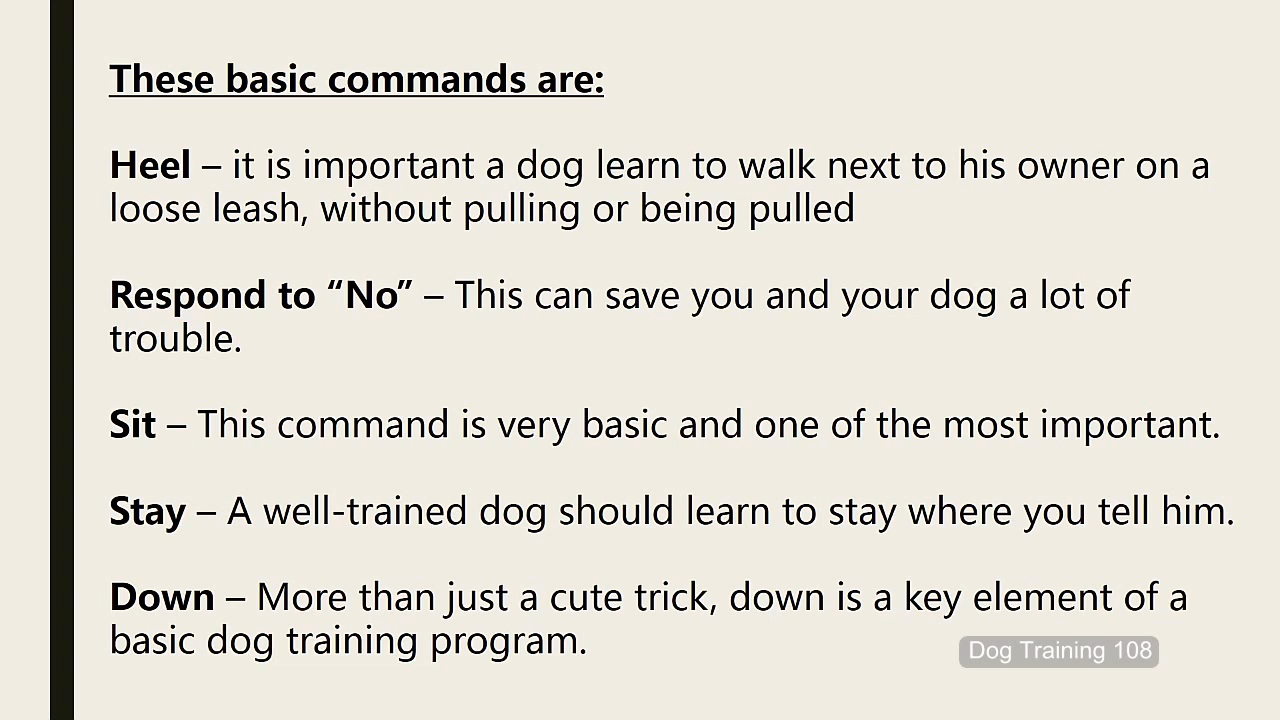 These basic commands are:
Heel – it is important a dog learn to walk next to his owner on a
loose leash, without pulling or being pulled
Respond to “No” – This can save you and your dog a lot of
trouble.
Sit – This command is very basic and one of the most important.
Stay – A well-trained dog should learn to stay where you tell him.
Down – More than just a cute trick, down is a key element of a
basic dog training program.
Dog Training 108